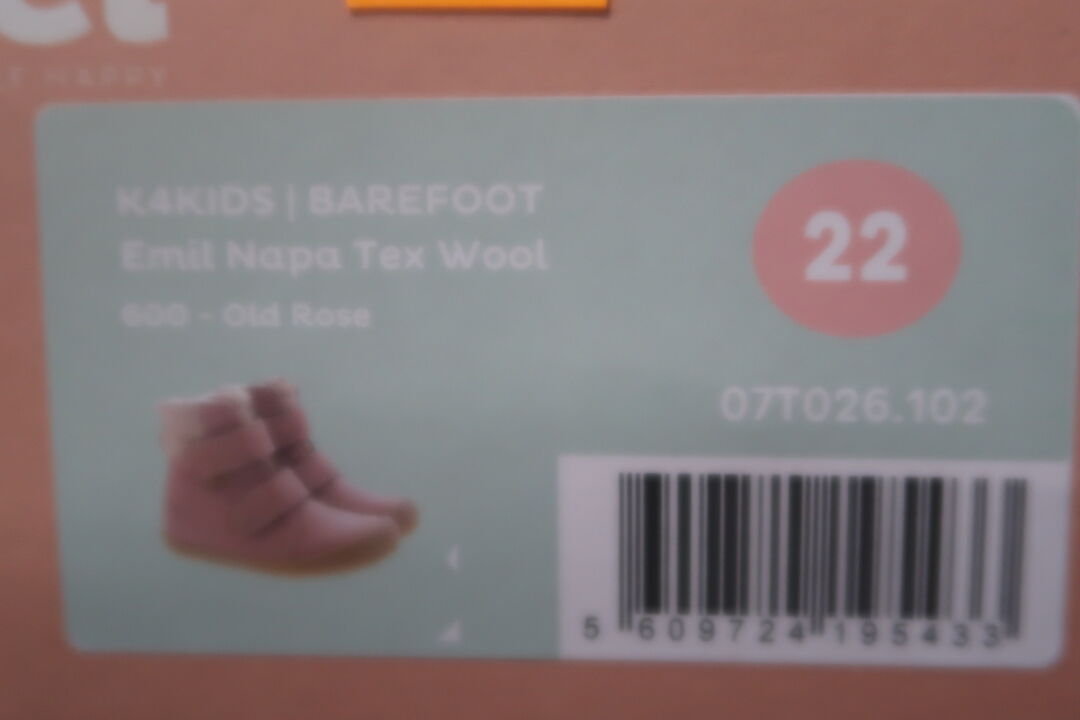 K4KIDS | BAREFOOT
Emil Napa Tex Wool
600 - Old Rose
22
07T026.102
5 609724 195433